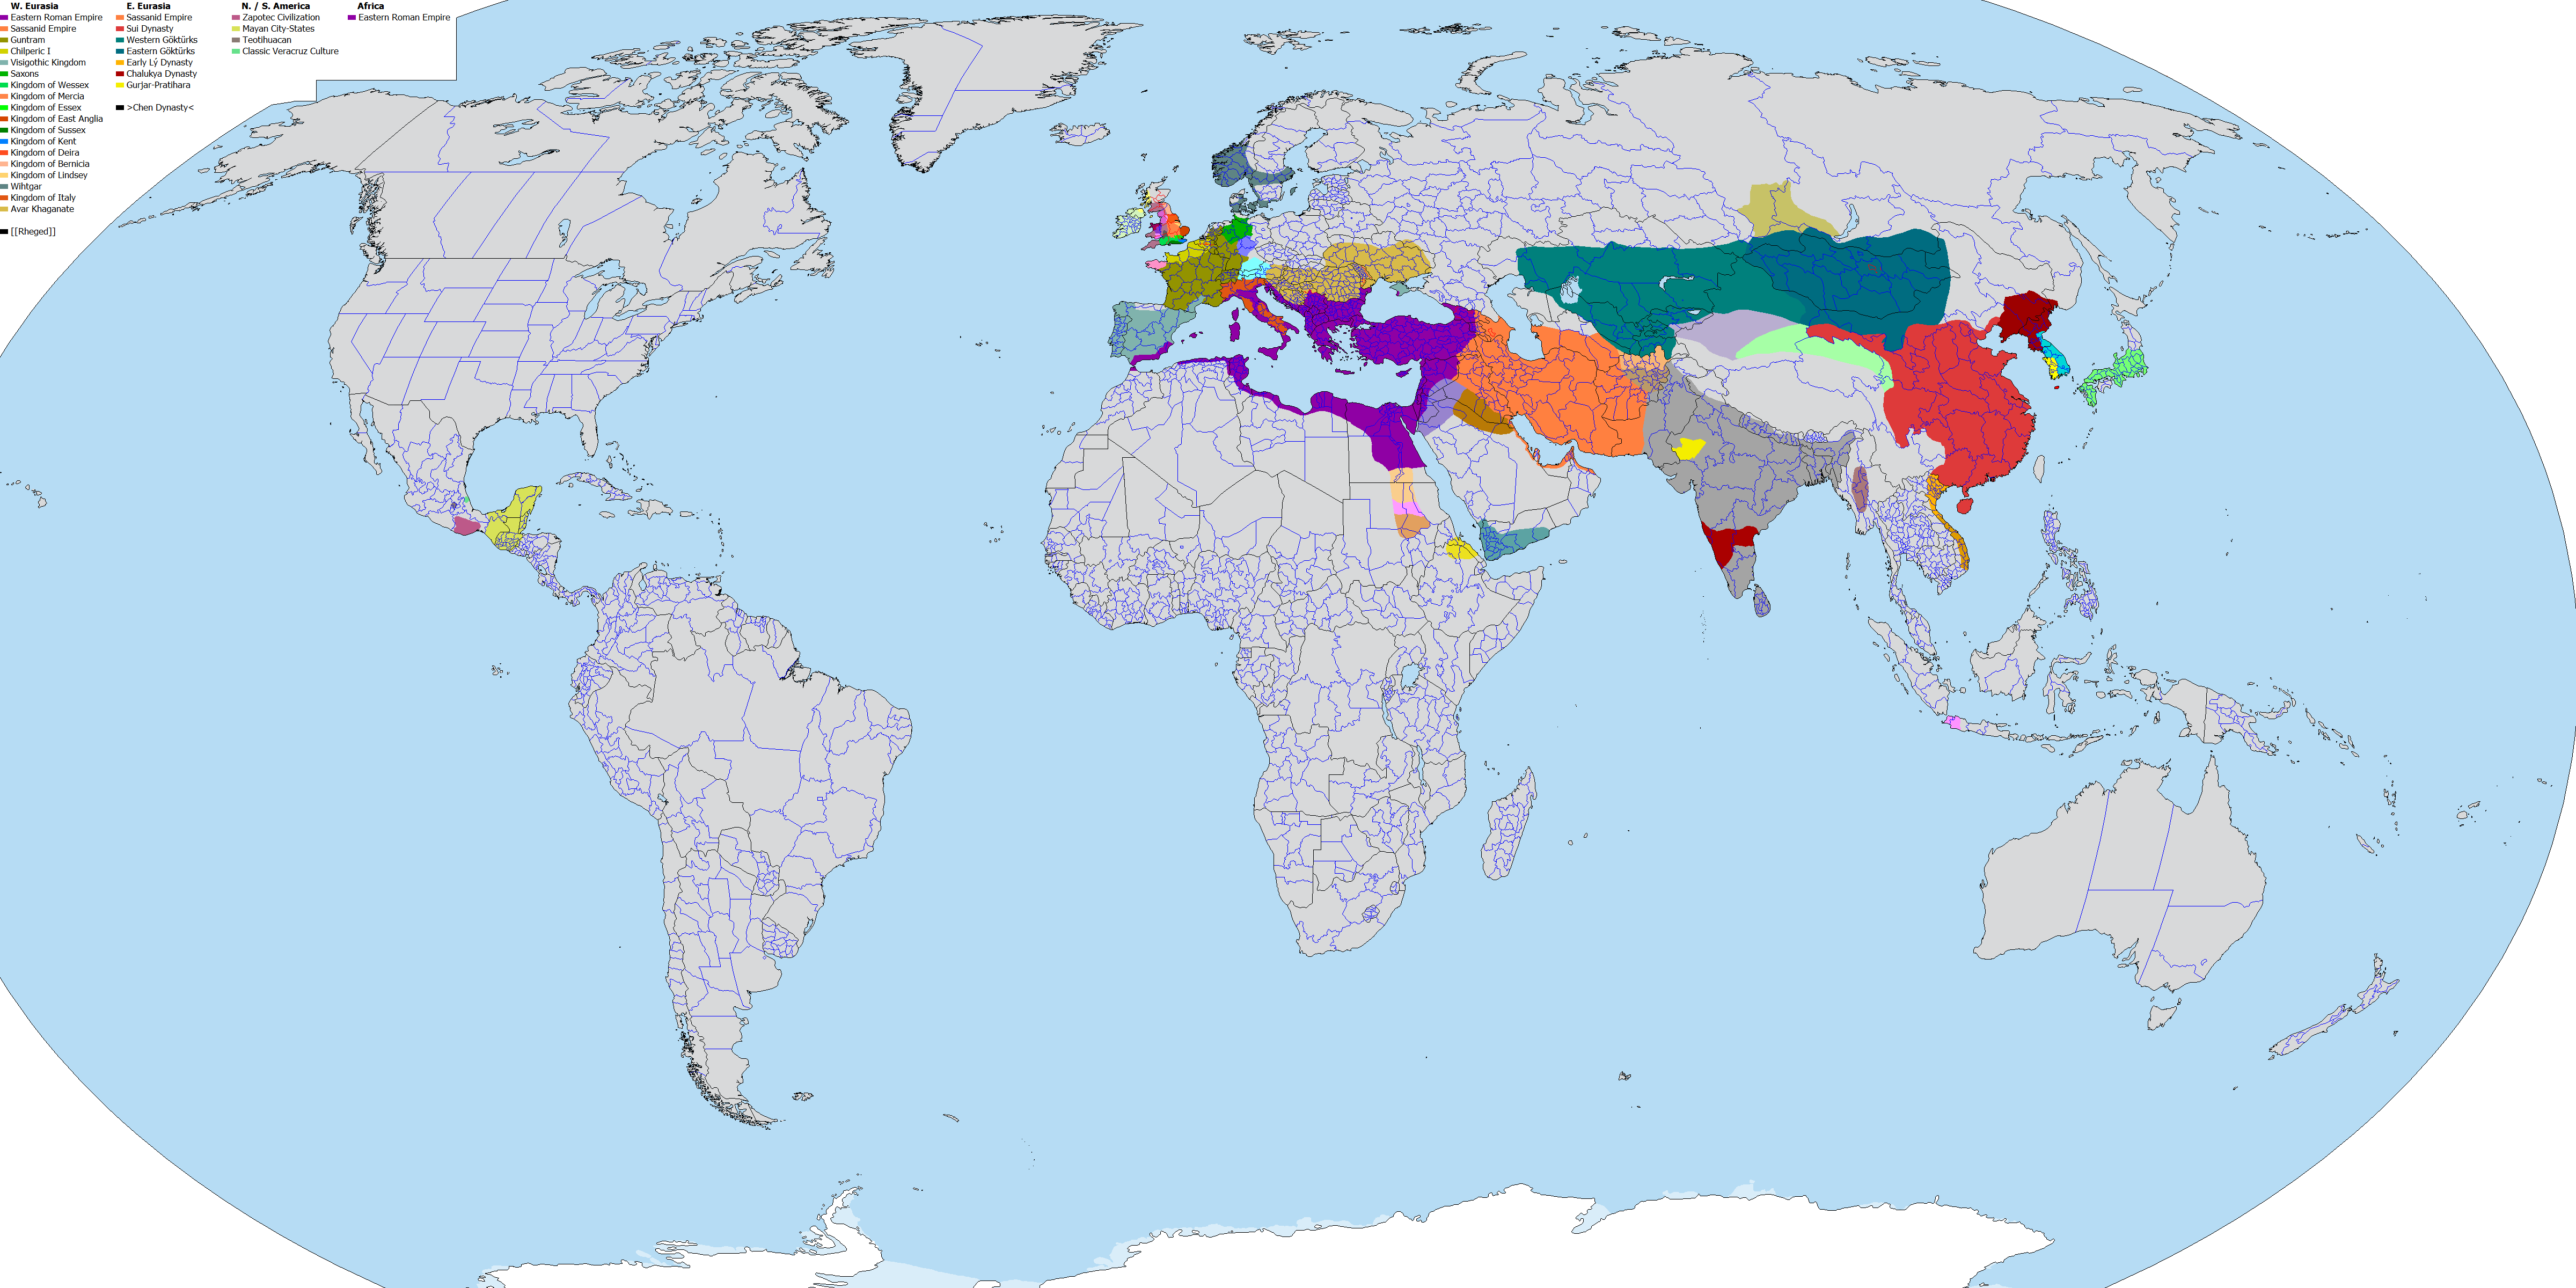 W. Eurasia
Eastern Roman Empire
Sassanid Empire
Guntram
Chilperic I
Visigothic Kingdom
Saxons
Kingdom of Wessex
Kingdom of Mercia
Kingdom of Essex
Kingdom of East Anglia
Kingdom of Sussex
Kingdom of Kent
Kingdom of Deira
Kingdom of Bernicia
Kingdom of Lindsey
Wihtgar
Kingdom of Italy
Avar Khaganate
[[Rheged]]
E. Eurasia
Sassanid Empire
Sui Dynasty
Western Göktürks
Eastern Göktürks
Early Lý Dynasty
Chalukya Dynasty
Gurjar-Pratihara
>Chen Dynasty<
N. / S. America
Zapotec Civilization
Mayan City-States
Teotihuacan
Classic Veracruz Culture
Africa
Eastern Roman Empire